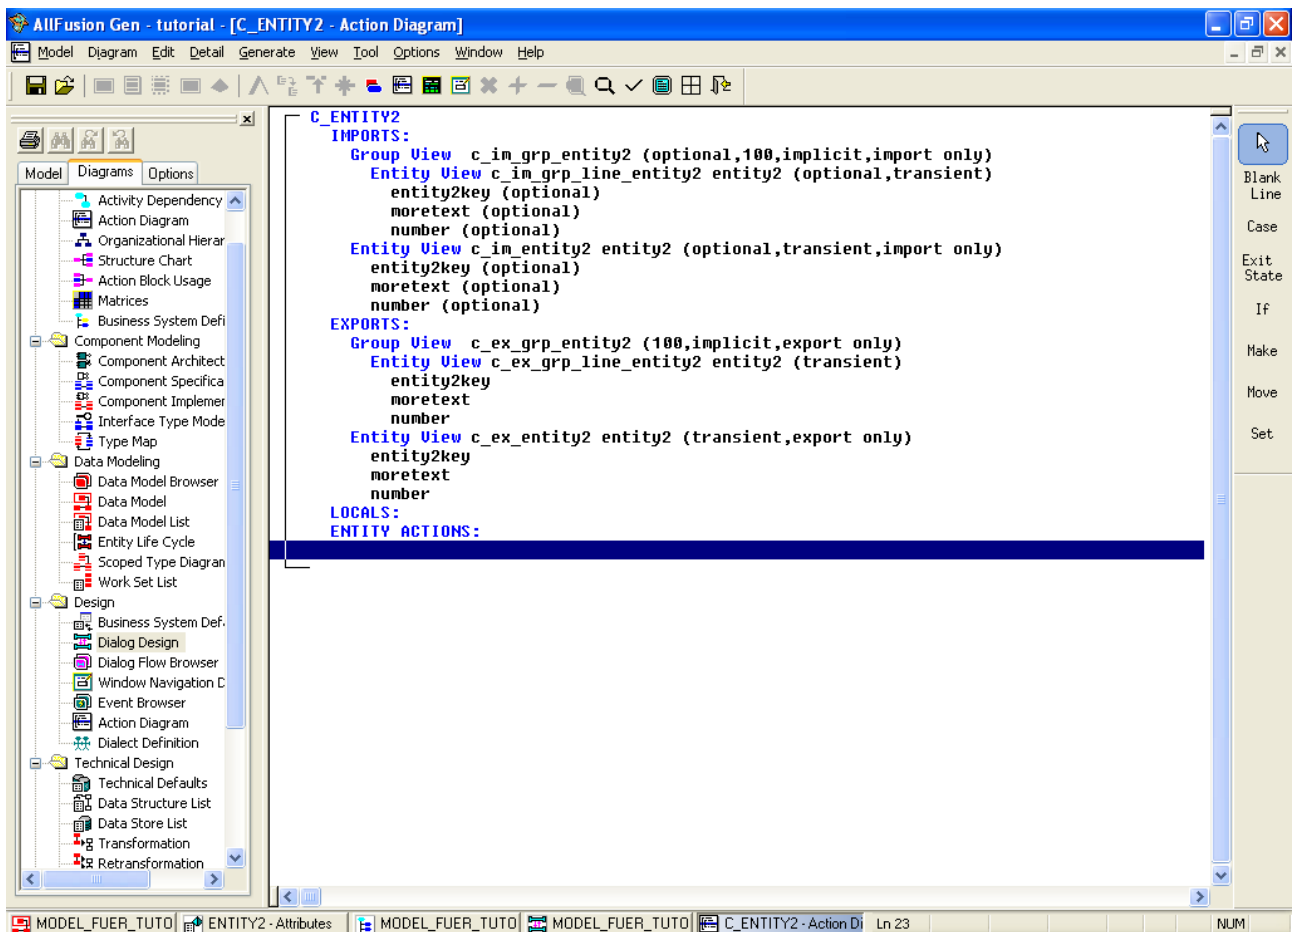 AllFusion Gen - tutorial - [C_ENTITY2 - Action Diagram]
Model Diagram Edit Detail Generate View Tool Options Window Help
Model Diagrams Options
Activity Dependency
Action Diagram
Organizational Hierar
Structure Chart
Action Block Usage
Matrices
Business System Defi
Component Modeling
Component Architect
Component Specifica
Component Implemer
Interface Type Mode
Type Map
Data Modeling
Data Model Browser
Data Model
Data Model List
Entity Life Cycle
Scoped Type Diagran
Work Set List
Design
Business System Def
Dialog Design
Dialog Flow Browser
Window Navigation D
Event Browser
Action Diagram
Dialect Definition
Technical Design
Technical Defaults
Data Structure List
Data Store List
Transformation
Retransformation
C_ENTITY2
IMPORTS:
Group View c_im_grp_entity2 (optional,100,implicit,import only)
Entity View c_im_grp_line_entity2 entity2 (optional,transient)
entity2key (optional)
moretext (optional)
number (optional)
Entity View c_im_entity2 entity2 (optional,transient,import only)
entity2key (optional)
moretext (optional)
number (optional)
EXPORTS:
Group View c_ex_grp_entity2 (100,implicit,export only)
Entity View c_ex_grp_line_entity2 entity2 (transient)
entity2key
moretext
number
Entity View c_ex_entity2 entity2 (transient,export only)
entity2key
moretext
number
LOCALS:
ENTITY ACTIONS:
Blank
Line
Case
Exit
State
If
Make
Move
Set
MODEL_FUER_TUTO ENTITY2 - Attributes MODEL_FUER_TUTO MODEL_FUER_TUTO C_ENTITY2 - Action Di Ln 23 NUM